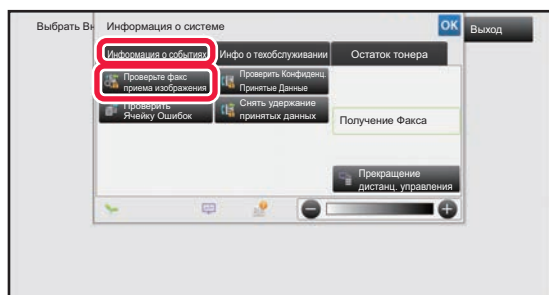 Выбрать Вн
Информация о системе
OK
Выход
Информация о событиях
Инфо о техобслуживании
Остаток тонера
Проверьте факс
приема изображения
Проверить Конфиденц.
Принятые Данные
Проверить
Ячейку Ошибок
Снять удержание
принятых данных
Получение Факса
Прекращение
дистанц. управления